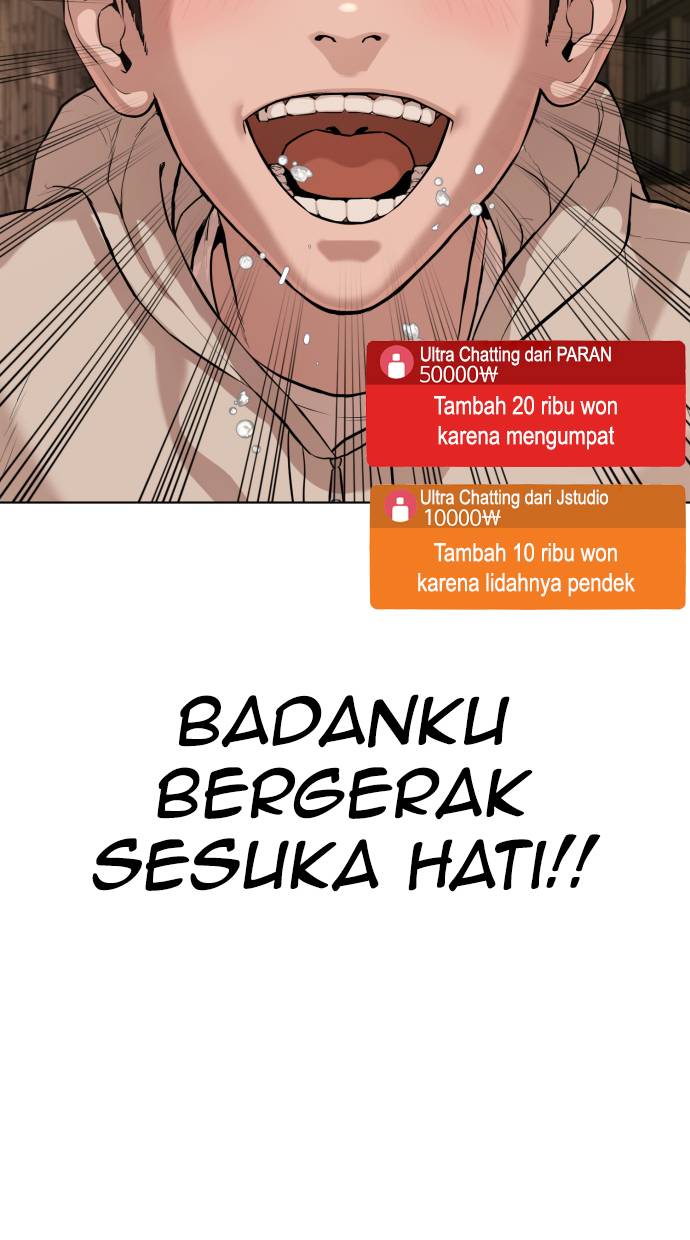 Ultra Chatting dari PARAN
50000₩
Tambah 20 ribu won
karena mengumpat
Ultra Chatting dari Jstudio
10000₩
Tambah 10 ribu won
karena lidahnya pendek
BADANKU
BERGERAK
SESUKA HATI!!